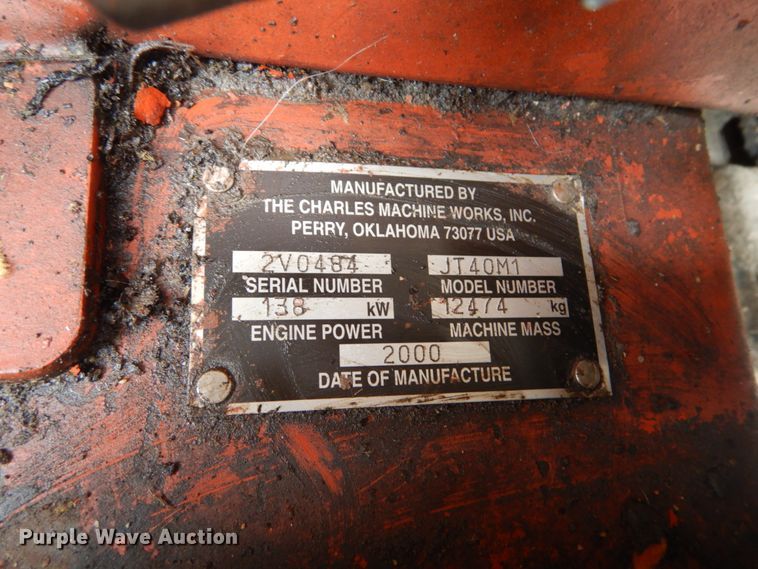 MANUFACTURED BY
THE CHARLES MACHINE WORKS, INC.
PERRY, OKLAHOMA 73077 USA
2V0484 JT40M1
SERIAL NUMBER MODEL NUMBER
138 kW 12474 kg
ENGINE POWER MACHINE MASS
2000
DATE OF MANUFACTURE
Purple Wave Auction®